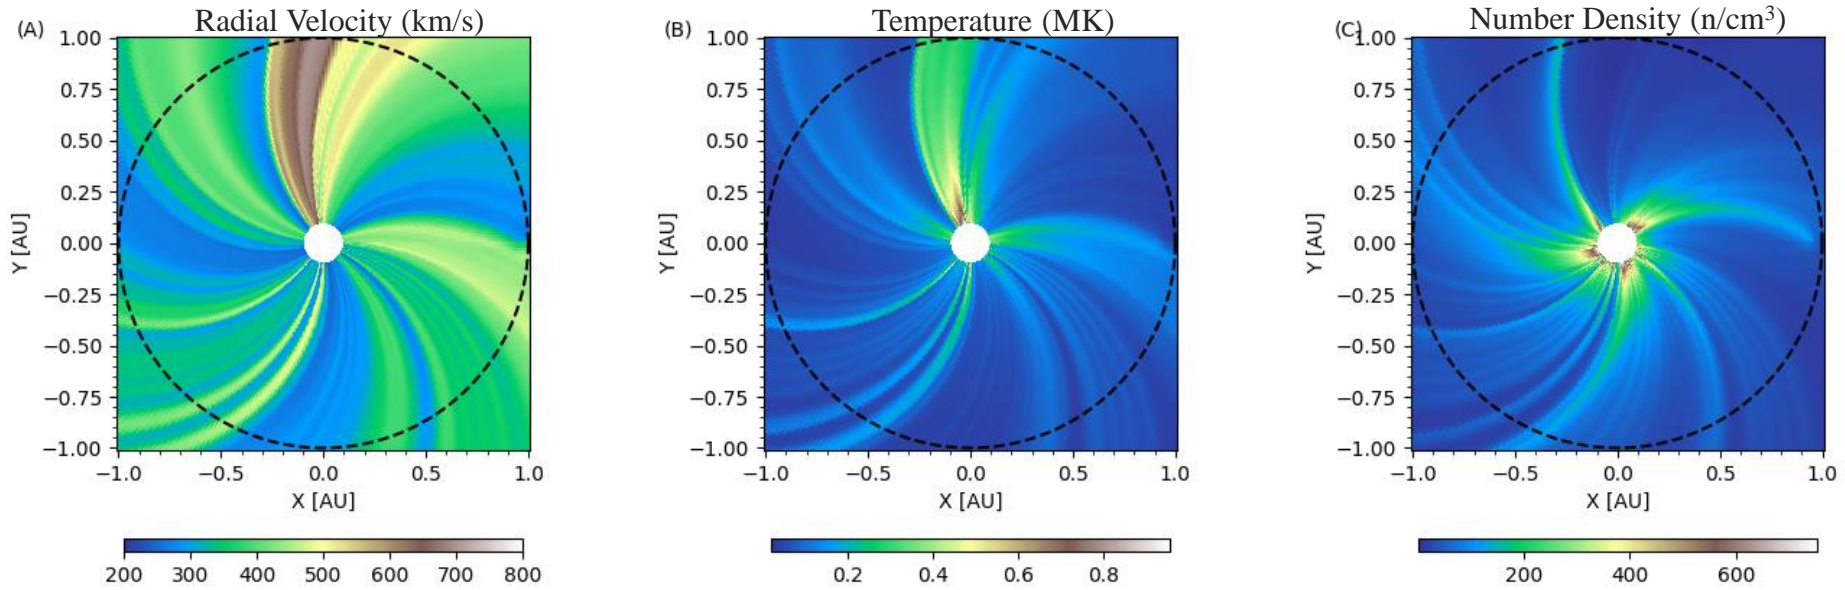 (A) Radial Velocity (km/s)
1.00
0.75
0.50
0.25
0.00
−0.25
−0.50
−0.75
−1.00
Y [AU]
−1.0 −0.5 0.0 0.5 1.0
X [AU]
200 300 400 500 600 700 800
(B) Temperature (MK)
1.00
0.75
0.50
0.25
0.00
−0.25
−0.50
−0.75
−1.00
Y [AU]
−1.0 −0.5 0.0 0.5 1.0
X [AU]
0.2 0.4 0.6 0.8
(C) Number Density (n/cm³)
1.00
0.75
0.50
0.25
0.00
−0.25
−0.50
−0.75
−1.00
Y [AU]
−1.0 −0.5 0.0 0.5 1.0
X [AU]
200 400 600